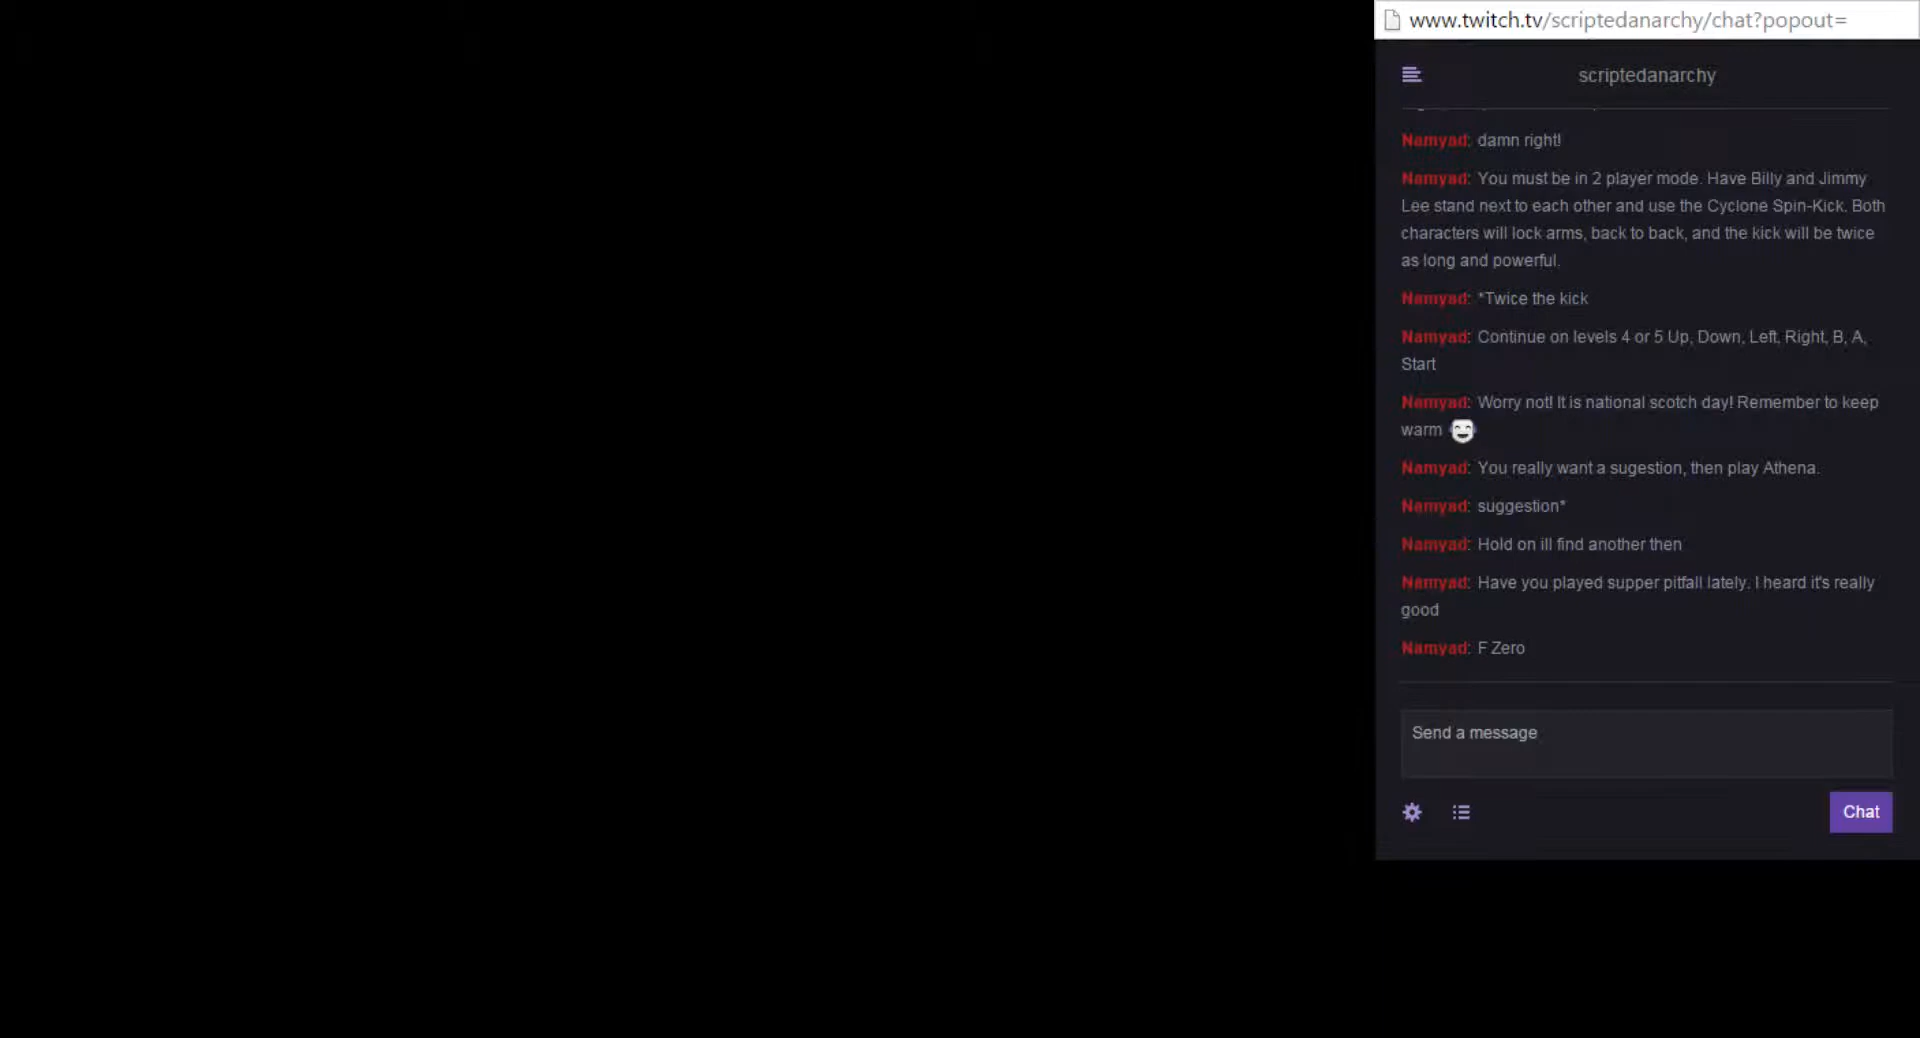 www.twitch.tv/scriptedanarchy/chat?popout=
scriptedanarchy
Namyad: damn right!
Namyad: You must be in 2 player mode. Have Billy and Jimmy
Lee stand next to each other and use the Cyclone Spin-Kick. Both
characters will lock arms, back to back, and the kick will be twice
as long and powerful.
Namyad: *Twice the kick
Namyad: Continue on levels 4 or 5 Up, Down, Left, Right, B, A,
Start
Namyad: Worry not! It is national scotch day! Remember to keep
warm
Namyad: You really want a sugestion, then play Athena.
Namyad: suggestion*
Namyad: Hold on ill find another then
Namyad: Have you played supper pitfall lately. I heard it's really
good
Namyad: F Zero
Send a message
Chat